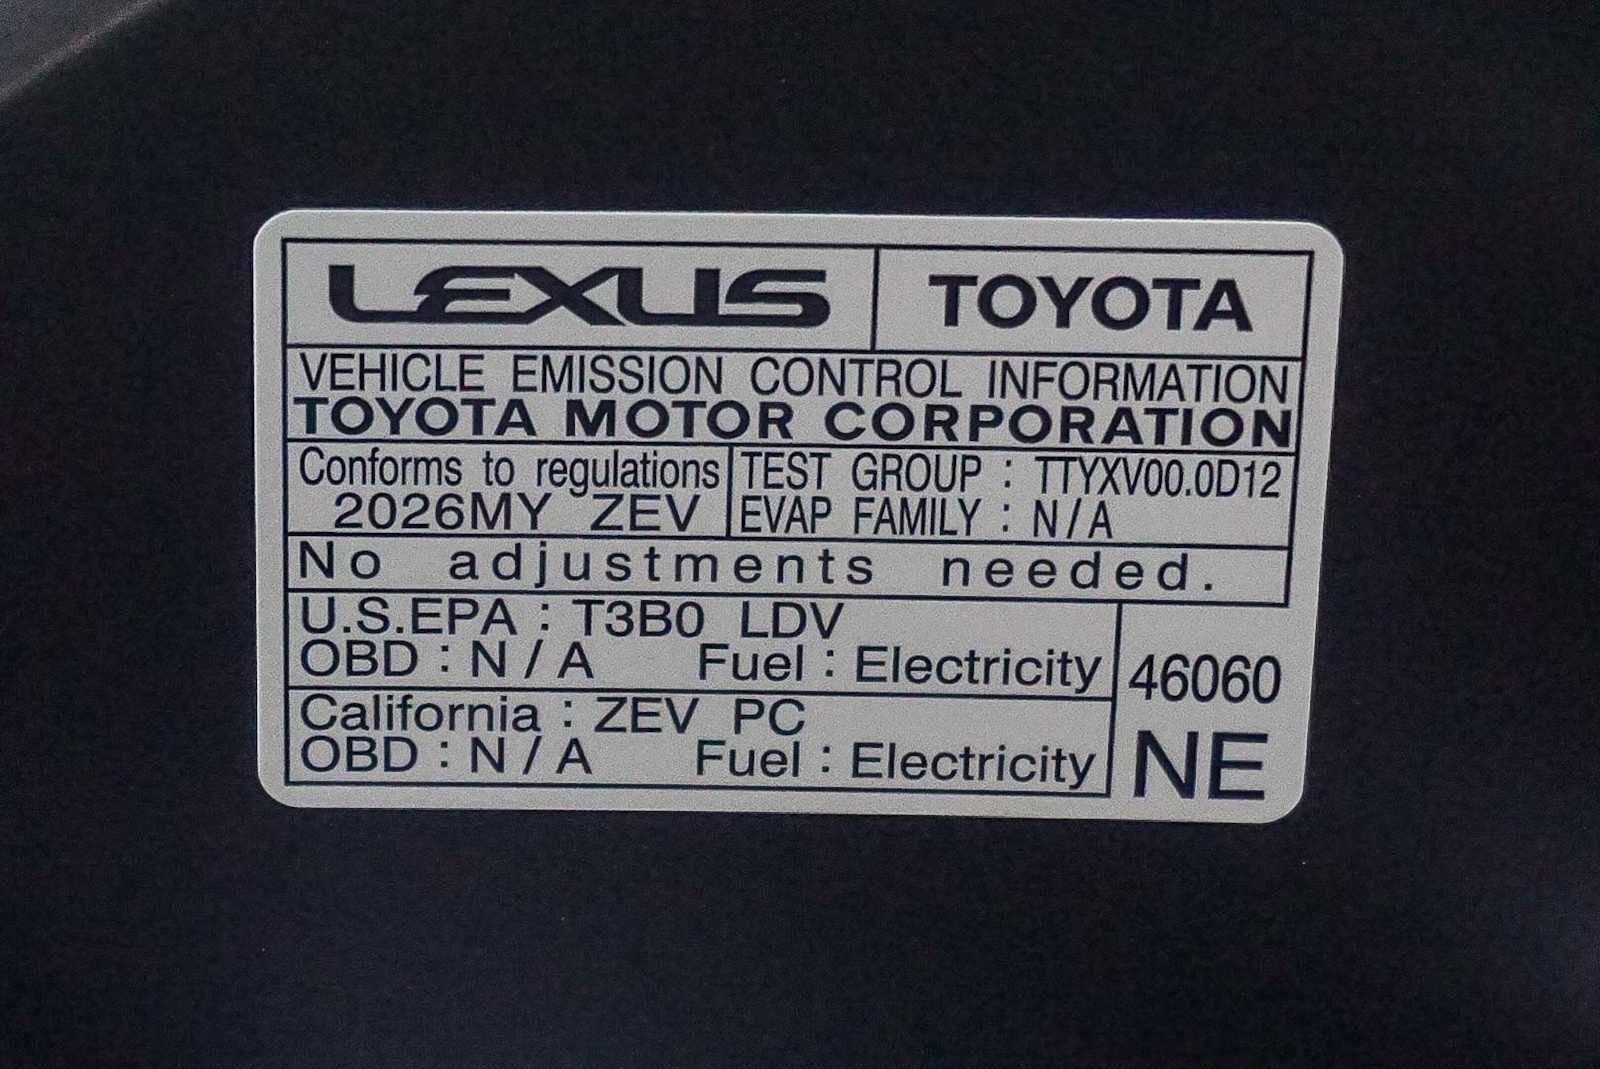 LEXUS TOYOTA
VEHICLE EMISSION CONTROL INFORMATION
TOYOTA MOTOR CORPORATION
Conforms to regulations
2026MY ZEV
TEST GROUP : TTYXV00.0D12
EVAP FAMILY : N/A
No adjustments needed.
U.S.EPA : T3B0 LDV
OBD : N/A Fuel : Electricity
California : ZEV PC
OBD : N/A Fuel : Electricity
46060
NE